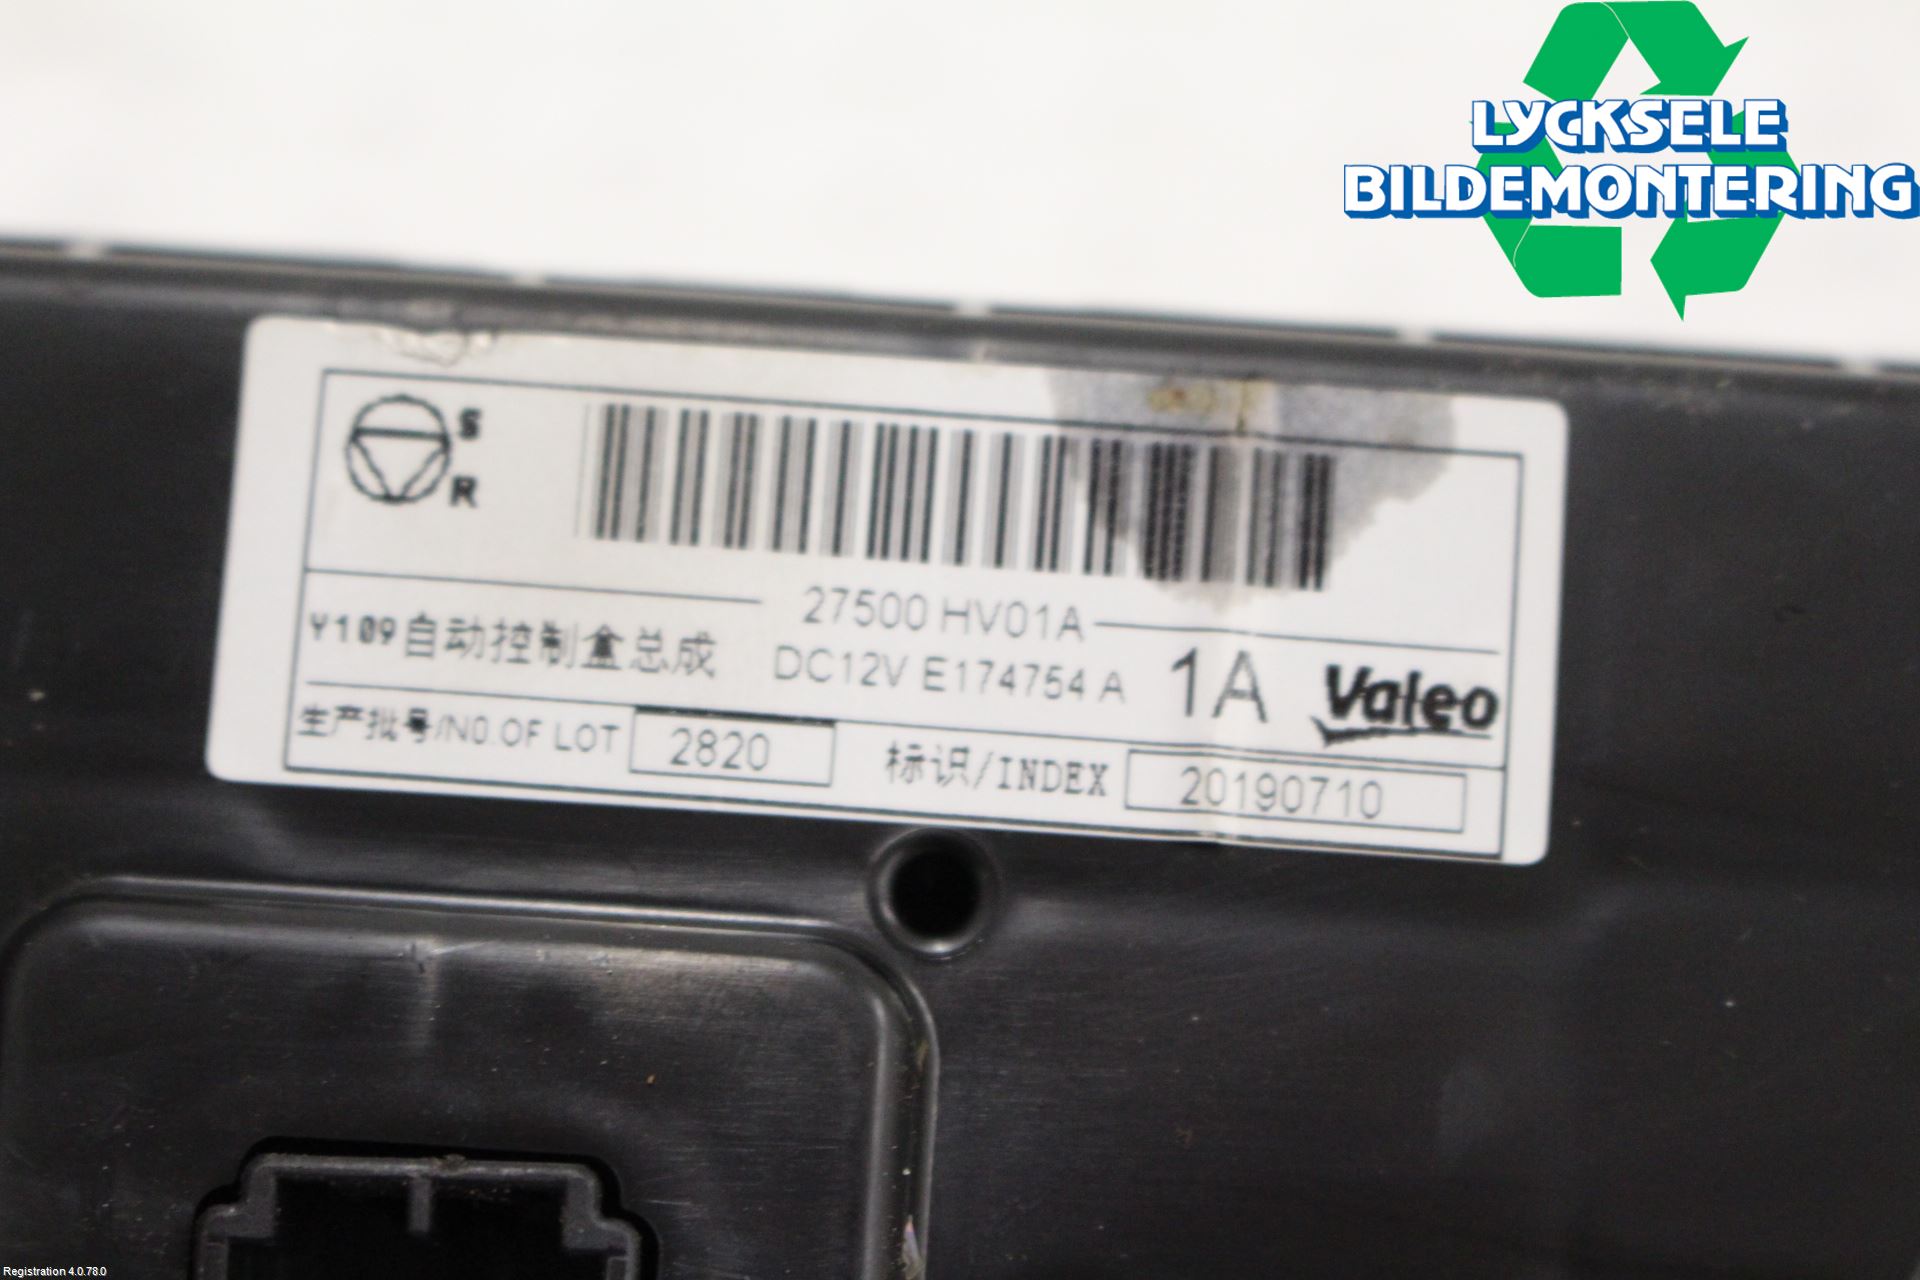 LYCKSELE
BILDEMONTERING
S
R
27500 HV01A
Y109自动控制盒总成 DC12V E174754 A 1A Valeo
生产批号/NO.OF LOT 2820 标识/INDEX 20190710
Registration 4.0.78.0